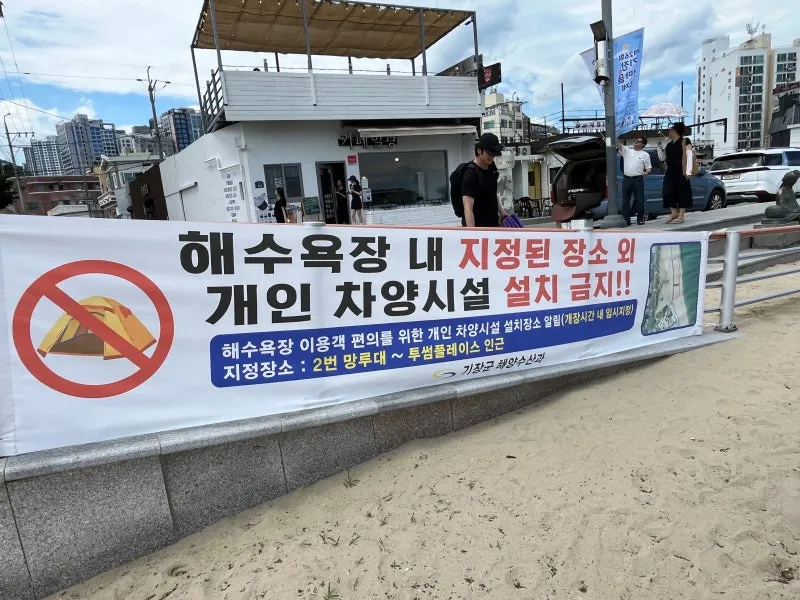 해수욕장 내 지정된 장소 외
개인 차양시설 설치 금지!!
해수욕장 이용객 편의를 위한 개인 차양시설 설치장소 알림(개장시간 내 임시지정)
지정장소 : 2번 망루대 ~ 투썸플레이스 인근
기장군 해양수산과